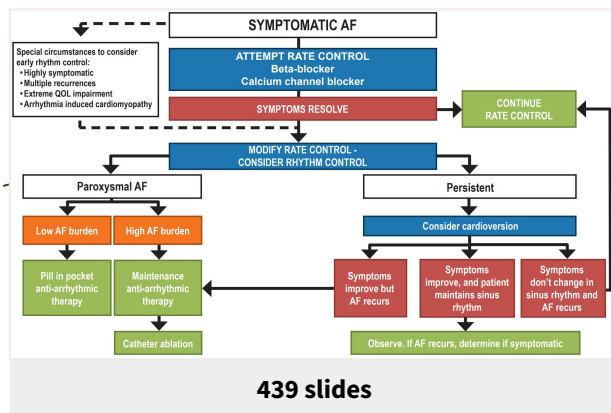 SYMPTOMATIC AF
Special circumstances to consider
early rhythm control:
• Highly symptomatic
• Multiple recurrences
• Extreme QOL impairment
• Arrhythmia induced cardiomyopathy
ATTEMPT RATE CONTROL
Beta-blocker
Calcium channel blocker
SYMPTOMS RESOLVE
CONTINUE
RATE CONTROL
MODIFY RATE CONTROL -
CONSIDER RHYTHM CONTROL
Paroxysmal AF
Persistent
Low AF burden
High AF burden
Consider cardioversion
Pill in pocket
anti-arrhythmic
therapy
Maintenance
anti-arrhythmic
therapy
Symptoms
improve but
AF recurs
Symptoms
improve, and patient
maintains sinus
rhythm
Symptoms
don't change in
sinus rhythm and
AF recurs
Catheter ablation
Observe. If AF recurs, determine if symptomatic
439 slides